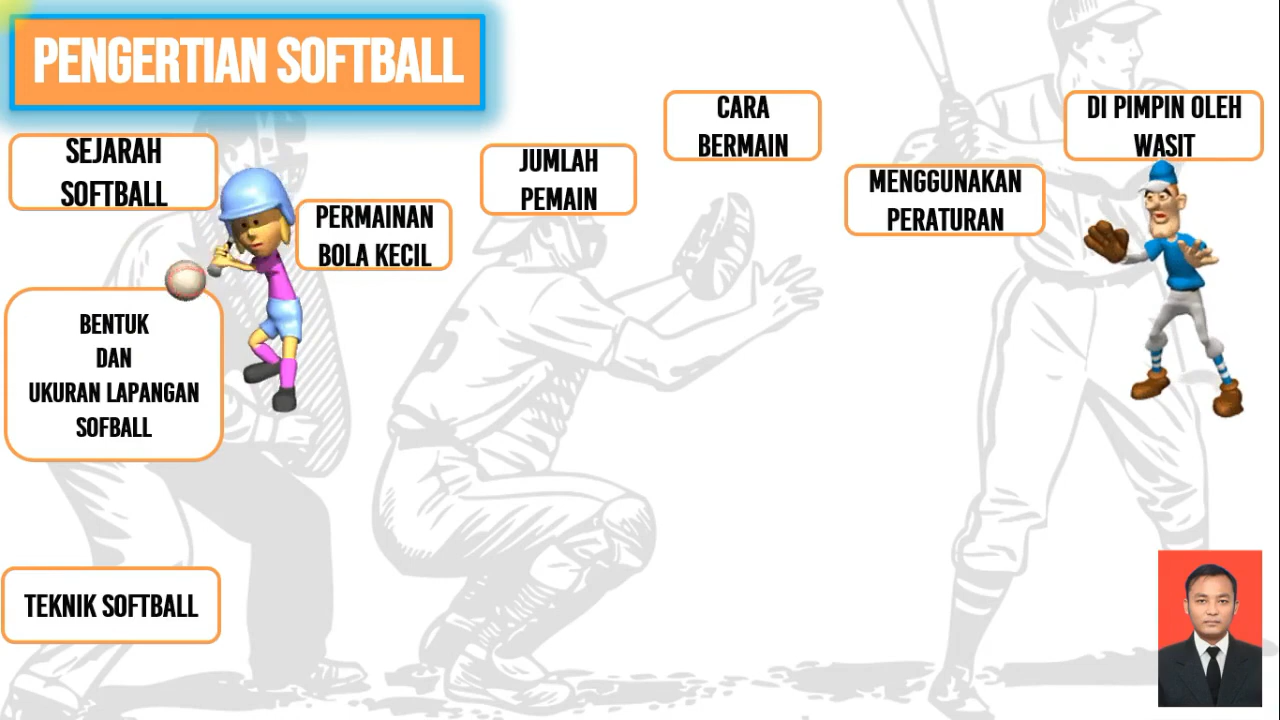 PENGERTIAN SOFTBALL
SEJARAH
SOFTBALL
PERMAINAN
BOLA KECIL
JUMLAH
PEMAIN
CARA
BERMAIN
MENGGUNAKAN
PERATURAN
DI PIMPIN OLEH
WASIT
BENTUK
DAN
UKURAN LAPANGAN
SOFBALL
TEKNIK SOFTBALL